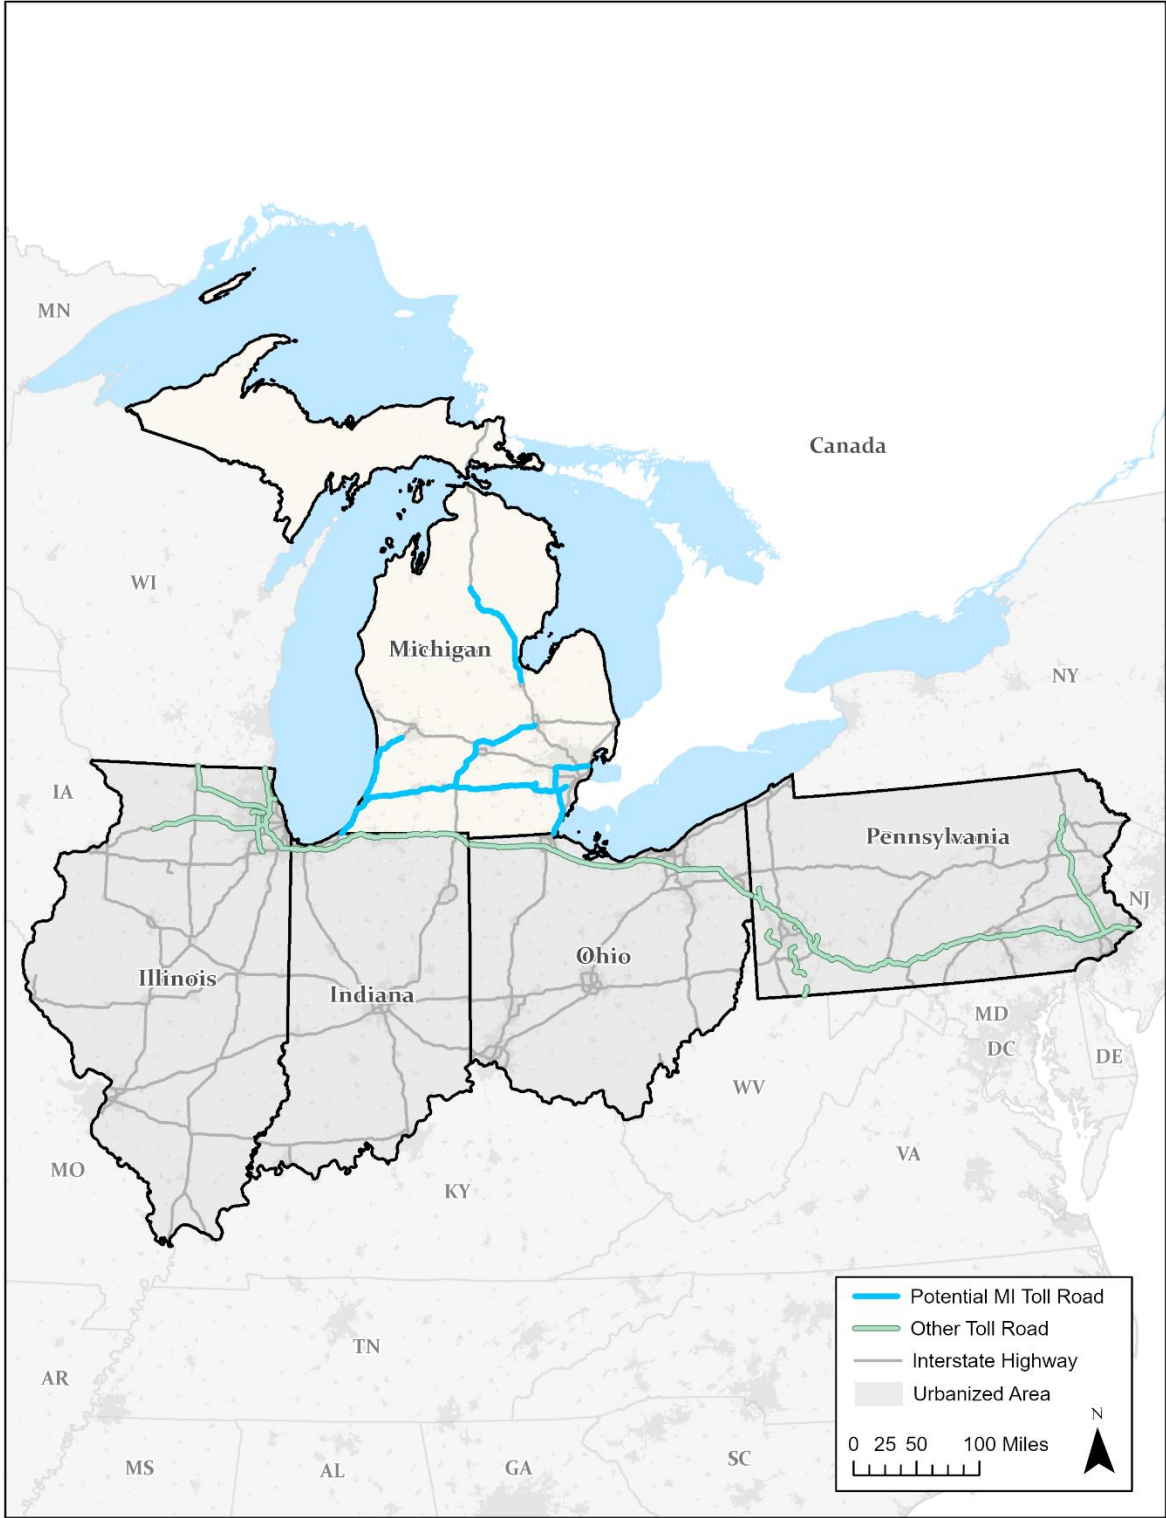 MN
Canada
WI
Michigan
NY
IA
Pennsylvania
NJ
Ohio
Illinois
Indiana
MD
DC
DE
WV
VA
MO
KY
Potential MI Toll Road
Other Toll Road
Interstate Highway
Urbanized Area
N
0 25 50 100 Miles
TN
AR
SC
MS
AL
GA